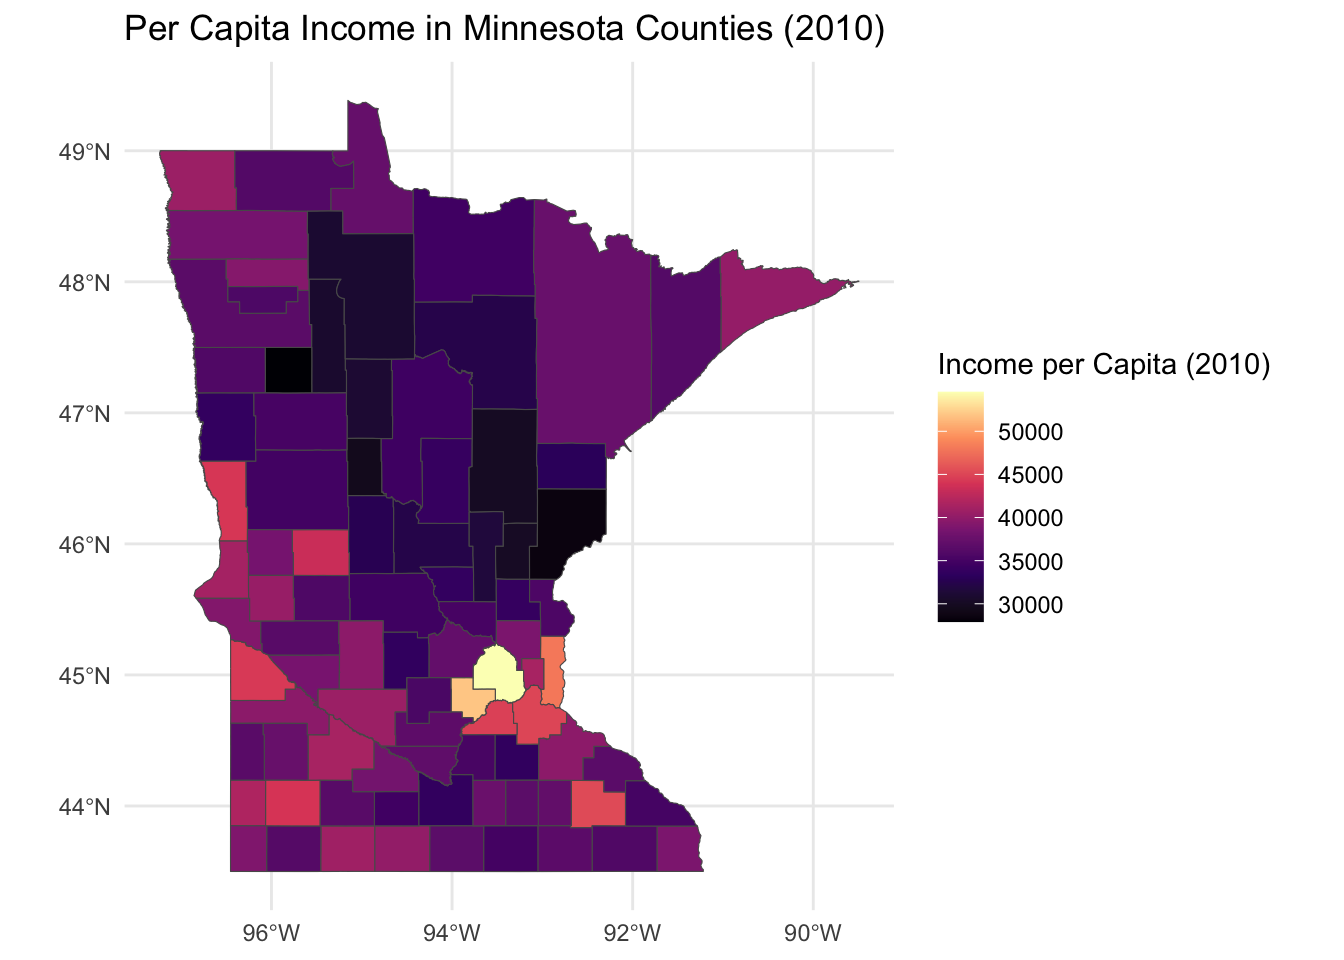 Per Capita Income in Minnesota Counties (2010)
49°N
48°N
47°N
46°N
45°N
44°N
96°W
94°W
92°W
90°W
Income per Capita (2010)
50000
45000
40000
35000
30000